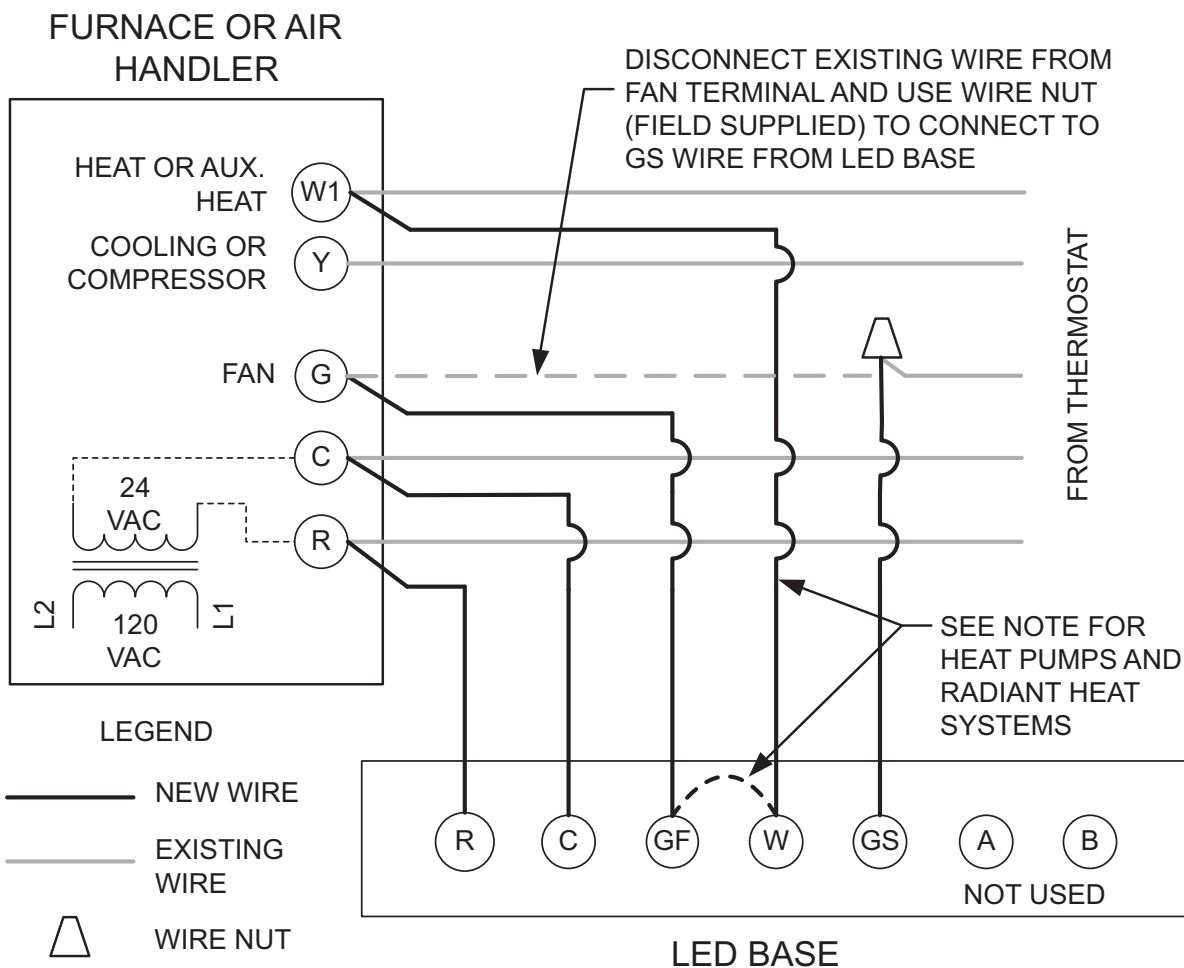 FURNACE OR AIR
HANDLER
DISCONNECT EXISTING WIRE FROM
FAN TERMINAL AND USE WIRE NUT
(FIELD SUPPLIED) TO CONNECT TO
GS WIRE FROM LED BASE
HEAT OR AUX.
HEAT
W1
COOLING OR
COMPRESSOR
Y
FAN
G
C
R
24
VAC
120
VAC
L2
L1
FROM THERMOSTAT
SEE NOTE FOR
HEAT PUMPS AND
RADIANT HEAT
SYSTEMS
LEGEND
NEW WIRE
EXISTING
WIRE
WIRE NUT
R
C
GF
W
GS
A
B
NOT USED
LED BASE